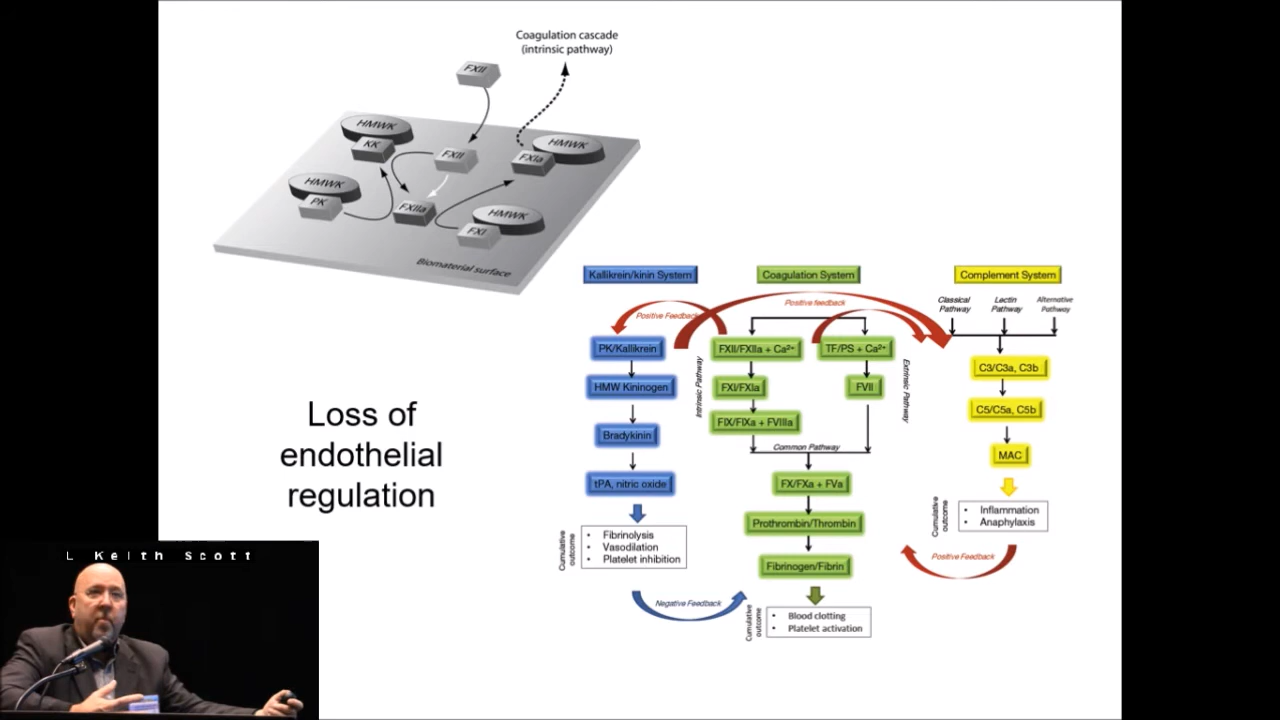 Coagulation cascade
(intrinsic pathway)
FXII
HMWK
KK
FXII
FXIa
HMWK
HMWK
PK
FXIIa
HMWK
FXI
Biomaterial surface
Loss of
endothelial
regulation
Kallikrein/kinin System
Coagulation System
Complement System
Positive Feedback
Positive feedback
Classical
Pathway
Lectin
Pathway
Alternative
Pathway
PK/Kallikrein
HMW Kininogen
Bradykinin
tPA, nitric oxide
Cumulative
outcome
• Fibrinolysis
• Vasodilation
• Platelet inhibition
Negative Feedback
Intrinsic Pathway
FXII/FXIIa + Ca²⁺
FXI/FXIa
FIX/FIXa + FVIIIa
TF/PS + Ca²⁺
FVII
Extrinsic Pathway
Common Pathway
FX/FXa + FVa
Prothrombin/Thrombin
Fibrinogen/Fibrin
Cumulative
outcome
• Blood clotting
• Platelet activation
C3/C3a, C3b
C5/C5a, C5b
MAC
Cumulative
outcome
• Inflammation
• Anaphylaxis
Positive Feedback
L Keith Scott